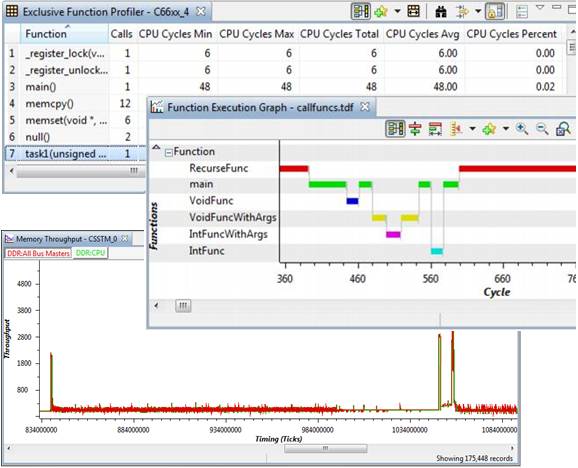 Exclusive Function Profiler - C66xx_4
Function Calls CPU Cycles Min CPU Cycles Max CPU Cycles Total CPU Cycles Avg CPU Cycles Percent
1 _register_lock(v... 1 6 6 6 6.00 0.00
2 _register_unlock... 1 6 6 6 6.00 0.00
3 main() 1 48 48 48 48.00 0.02
4 memcpy() 12
5 memset(void *, ... 6
6 null() 2
7 task1(unsigned ... 1
Function Execution Graph - callfuncs.tdf
Function
RecurseFunc
main
VoidFunc
VoidFuncWithArgs
IntFuncWithArgs
IntFunc
Functions
360 460 560 660 76
Cycle
Memory Throughput - CSSTM_0
DDR:All Bus Masters DDR:CPU
4800
3800
2800
1800
800
Throughput
834000000 884000000 934000000 984000000 1034000000 1084000000
Timing (Ticks)
Showing 175,448 records